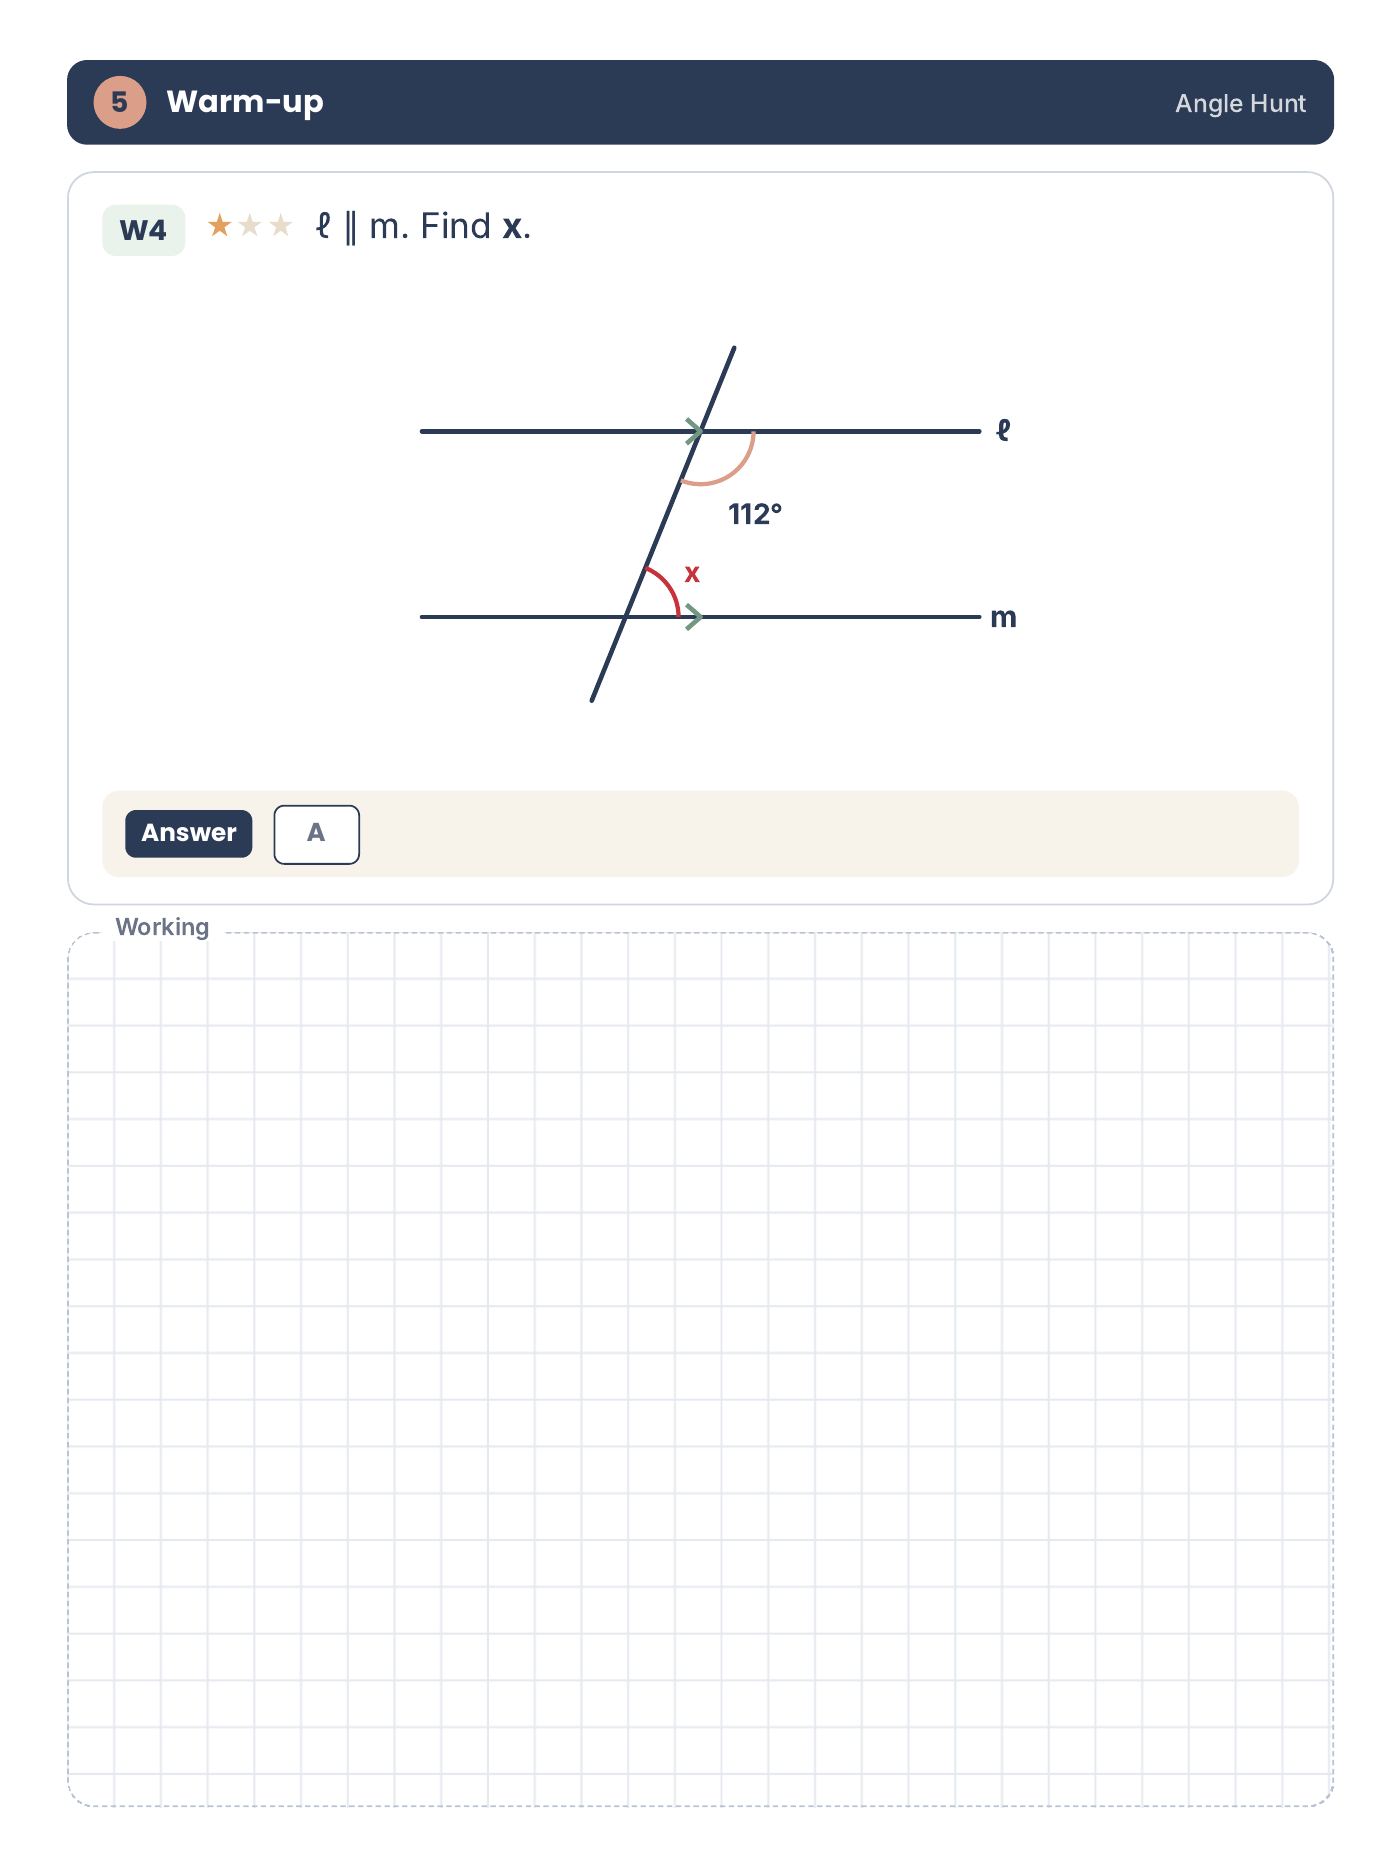 5 Warm-up
Angle Hunt
W4 ★★★ ℓ ∥ m. Find x.
ℓ
112°
x
m
Answer A
Working